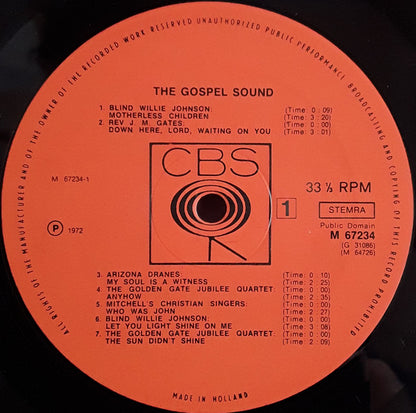 ALL RIGHTS OF THE MANUFACTURER AND OF THE OWNER OF THE RECORDED WORK RESERVED UNAUTHORIZED PUBLIC PERFORMANCE BROADCASTING AND COPYING OF THIS RECORD PROHIBITED
THE GOSPEL SOUND
1. BLIND WILLIE JOHNSON: (Time: 0 : 09)
MOTHERLESS CHILDREN (Time: 3 : 20)
2. REV J. M. GATES: (Time: 0 : 00)
DOWN HERE, LORD, WAITING ON YOU (Time: 3 : 01)
M 67234-1
CBS
1
33 ⅓ RPM
STEMRA
Public Domain
M 67234
(G 31086)
(M 64726)
P 1972
3. ARIZONA DRANES: (Time: 0 : 10)
MY SOUL IS A WITNESS (Time: 2 : 25)
4. THE GOLDEN GATE JUBILEE QUARTET: (Time: 0 : 00)
ANYHOW (Time: 2 : 35)
5. MITCHELL'S CHRISTIAN SINGERS: (Time: 0 : 00)
WHO WAS JOHN (Time: 2 : 27)
6. BLIND WILLIE JOHNSON: (Time: 0 : 00)
LET YOU LIGHT SHINE ON ME (Time: 3 : 08)
7. THE GOLDEN GATE JUBILEE QUARTET: (Time: 0 : 00)
THE SUN DIDN'T SHINE (Time: 2 : 09)
MADE IN HOLLAND